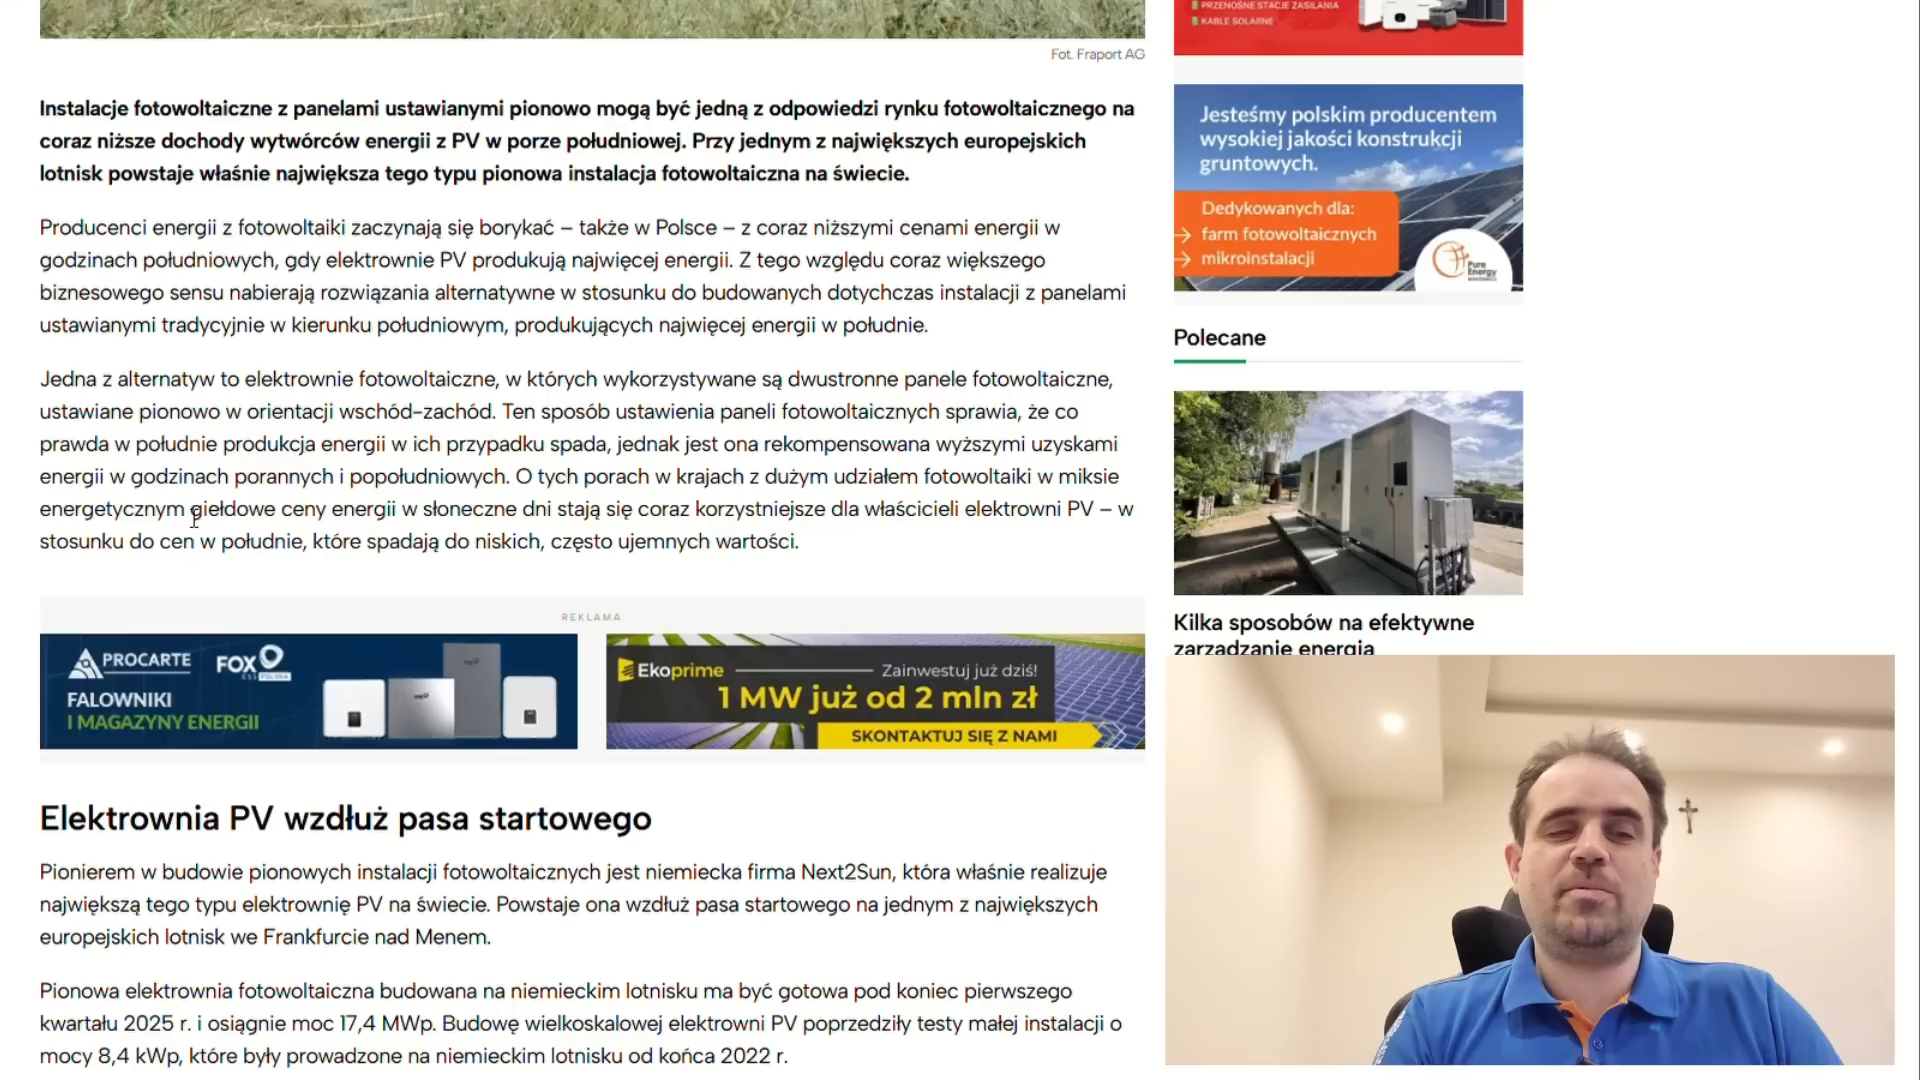 Fot. Fraport AG
Instalacje fotowoltaiczne z panelami ustawianymi pionowo mogą być jedną z odpowiedzi rynku fotowoltaicznego na
coraz niższe dochody wytwórców energii z PV w porze południowej. Przy jednym z największych europejskich
lotnisk powstaje właśnie największa tego typu pionowa instalacja fotowoltaiczna na świecie.
Producenci energii z fotowoltaiki zaczynają się borykać – także w Polsce – z coraz niższymi cenami energii w
godzinach południowych, gdy elektrownie PV produkują najwięcej energii. Z tego względu coraz większego
biznesowego sensu nabierają rozwiązania alternatywne w stosunku do budowanych dotychczas instalacji z panelami
ustawianymi tradycyjnie w kierunku południowym, produkujących najwięcej energii w południe.
Jedna z alternatyw to elektrownie fotowoltaiczne, w których wykorzystywane są dwustronne panele fotowoltaiczne,
ustawiane pionowo w orientacji wschód-zachód. Ten sposób ustawienia paneli fotowoltaicznych sprawia, że co
prawda w południe produkcja energii w ich przypadku spada, jednak jest ona rekompensowana wyższymi uzyskami
energii w godzinach porannych i popołudniowych. O tych porach w krajach z dużym udziałem fotowoltaiki w miksie
energetycznym giełdowe ceny energii w słoneczne dni stają się coraz korzystniejsze dla właścicieli elektrowni PV – w
stosunku do cen w południe, które spadają do niskich, często ujemnych wartości.
REKLAMA
PROCARTE FOX ESS POLSKA
FALOWNIKI
I MAGAZYNY ENERGII
Ekoprime Zainwestuj już dziś!
1 MW już od 2 mln zł
SKONTAKTUJ SIĘ Z NAMI
Elektrownia PV wzdłuż pasa startowego
Pionierem w budowie pionowych instalacji fotowoltaicznych jest niemiecka firma Next2Sun, która właśnie realizuje
największą tego typu elektrownię PV na świecie. Powstaje ona wzdłuż pasa startowego na jednym z największych
europejskich lotnisk we Frankfurcie nad Menem.
Pionowa elektrownia fotowoltaiczna budowana na niemieckim lotnisku ma być gotowa pod koniec pierwszego
kwartału 2025 r. i osiągnie moc 17,4 MWp. Budowę wielkoskalowej elektrowni PV poprzedziły testy małej instalacji o
mocy 8,4 kWp, które były prowadzone na niemieckim lotnisku od końca 2022 r.
PRZENOŚNE STACJE ZASILANIA
KABLE SOLARNE
Jesteśmy polskim producentem
wysokiej jakości konstrukcji
gruntowych.
Dedykowanych dla:
→ farm fotowoltaicznych
→ mikroinstalacji
Pure
Energy
Polecane
Kilka sposobów na efektywne
zarządzanie energią